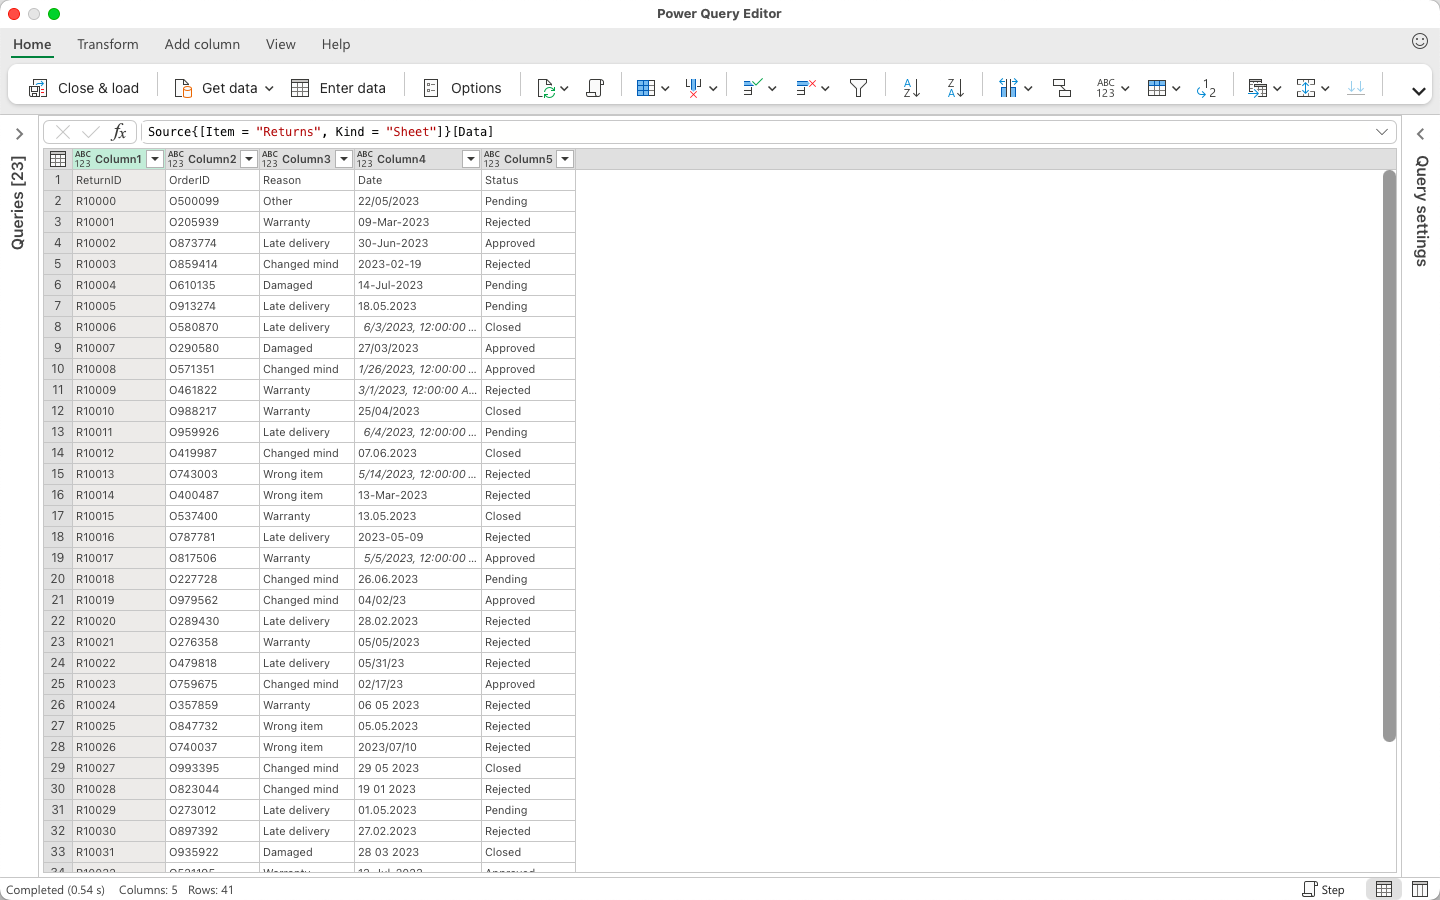 Power Query Editor
Home Transform Add column View Help
Close & load Get data Enter data Options ABC 123 A Z Z A 1 2
fx Source{[Item = "Returns", Kind = "Sheet"]}[Data]
Queries [23]
Query settings
ABC 123 Column1 ABC 123 Column2 ABC 123 Column3 ABC 123 Column4 ABC 123 Column5
1 ReturnID OrderID Reason Date Status
2 R10000 O500099 Other 22/05/2023 Pending
3 R10001 O205939 Warranty 09-Mar-2023 Rejected
4 R10002 O873774 Late delivery 30-Jun-2023 Approved
5 R10003 O859414 Changed mind 2023-02-19 Rejected
6 R10004 O610135 Damaged 14-Jul-2023 Pending
7 R10005 O913274 Late delivery 18.05.2023 Pending
8 R10006 O580870 Late delivery 6/3/2023, 12:00:00 ... Closed
9 R10007 O290580 Damaged 27/03/2023 Approved
10 R10008 O571351 Changed mind 1/26/2023, 12:00:00 ... Approved
11 R10009 O461822 Warranty 3/1/2023, 12:00:00 A... Rejected
12 R10010 O988217 Warranty 25/04/2023 Closed
13 R10011 O959926 Late delivery 6/4/2023, 12:00:00 ... Pending
14 R10012 O419987 Changed mind 07.06.2023 Closed
15 R10013 O743003 Wrong item 5/14/2023, 12:00:00 ... Rejected
16 R10014 O400487 Wrong item 13-Mar-2023 Rejected
17 R10015 O537400 Warranty 13.05.2023 Closed
18 R10016 O787781 Late delivery 2023-05-09 Rejected
19 R10017 O817506 Warranty 5/5/2023, 12:00:00 ... Approved
20 R10018 O227728 Changed mind 26.06.2023 Pending
21 R10019 O979562 Changed mind 04/02/23 Approved
22 R10020 O289430 Late delivery 28.02.2023 Rejected
23 R10021 O276358 Warranty 05/05/2023 Rejected
24 R10022 O479818 Late delivery 05/31/23 Rejected
25 R10023 O759675 Changed mind 02/17/23 Approved
26 R10024 O357859 Warranty 06 05 2023 Rejected
27 R10025 O847732 Wrong item 05.05.2023 Rejected
28 R10026 O740037 Wrong item 2023/07/10 Rejected
29 R10027 O993395 Changed mind 29 05 2023 Closed
30 R10028 O823044 Changed mind 19 01 2023 Rejected
31 R10029 O273012 Late delivery 01.05.2023 Pending
32 R10030 O897392 Late delivery 27.02.2023 Rejected
33 R10031 O935922 Damaged 28 03 2023 Closed
Completed (0.54 s) Columns: 5 Rows: 41 Step